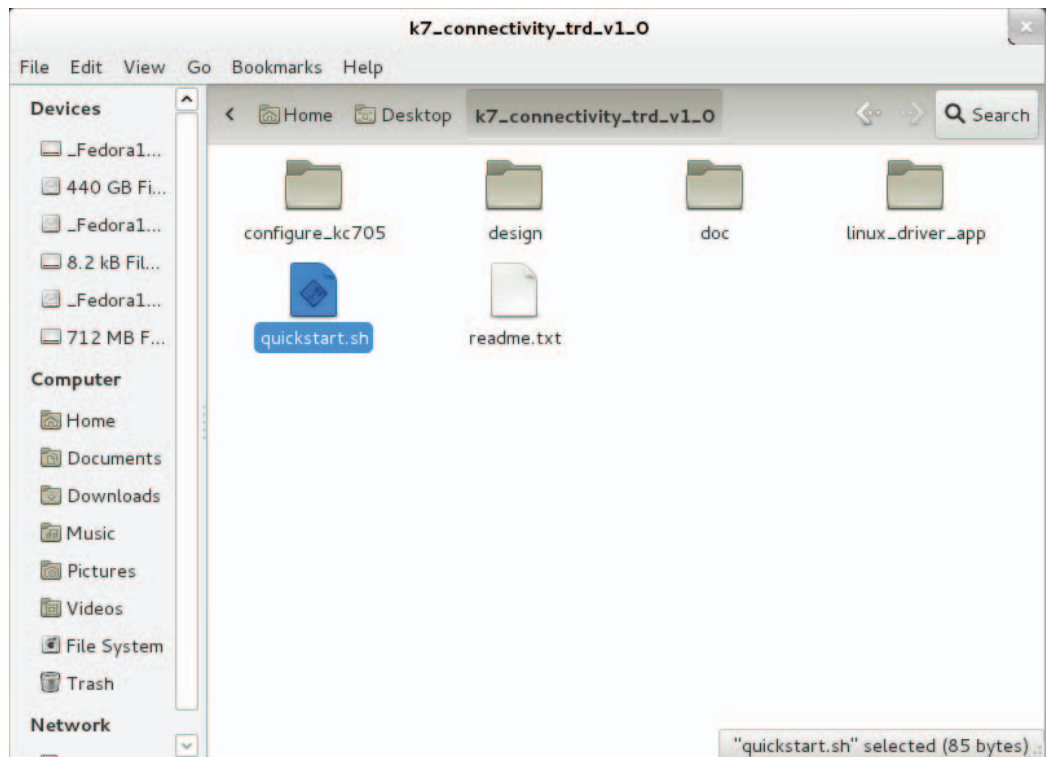 k7_connectivity_trd_v1_0
File Edit View Go Bookmarks Help
Devices
_Fedora1...
440 GB Fi...
_Fedora1...
8.2 kB Fil...
_Fedora1...
712 MB F...
Computer
Home
Documents
Downloads
Music
Pictures
Videos
File System
Trash
Network
Home Desktop k7_connectivity_trd_v1_0 Search
configure_kc705 design doc linux_driver_app
quickstart.sh readme.txt
"quickstart.sh" selected (85 bytes)